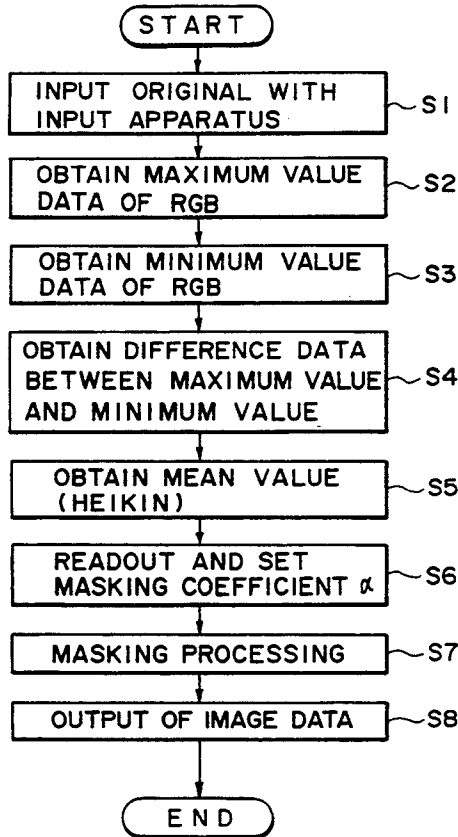 START
INPUT ORIGINAL WITH
INPUT APPARATUS
S1
OBTAIN MAXIMUM VALUE
DATA OF RGB
S2
OBTAIN MINIMUM VALUE
DATA OF RGB
S3
OBTAIN DIFFERENCE DATA
BETWEEN MAXIMUM VALUE
AND MINIMUM VALUE
S4
OBTAIN MEAN VALUE
(HEIKIN)
S5
READOUT AND SET
MASKING COEFFICIENT α
S6
MASKING PROCESSING
S7
OUTPUT OF IMAGE DATA
S8
END